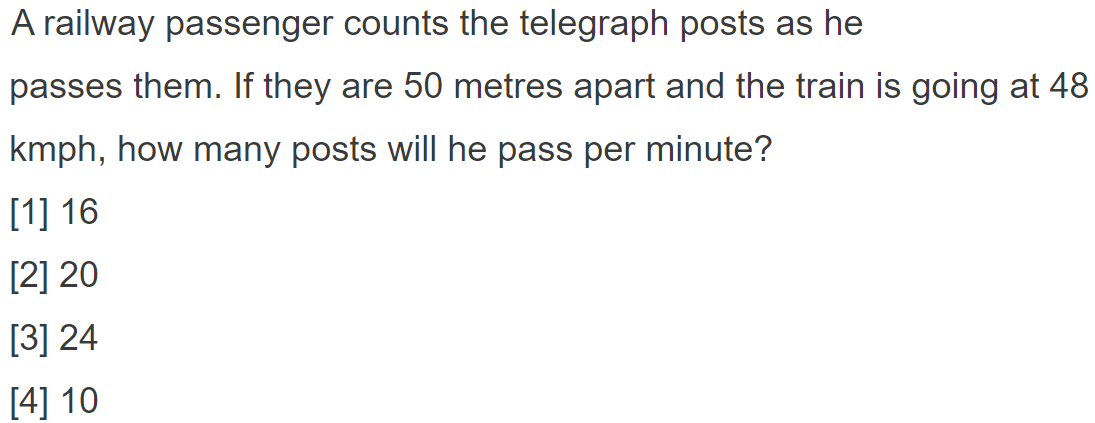 A railway passenger counts the telegraph posts as he
passes them. If they are 50 metres apart and the train is going at 48
kmph, how many posts will he pass per minute?
[1] 16
[2] 20
[3] 24
[4] 10